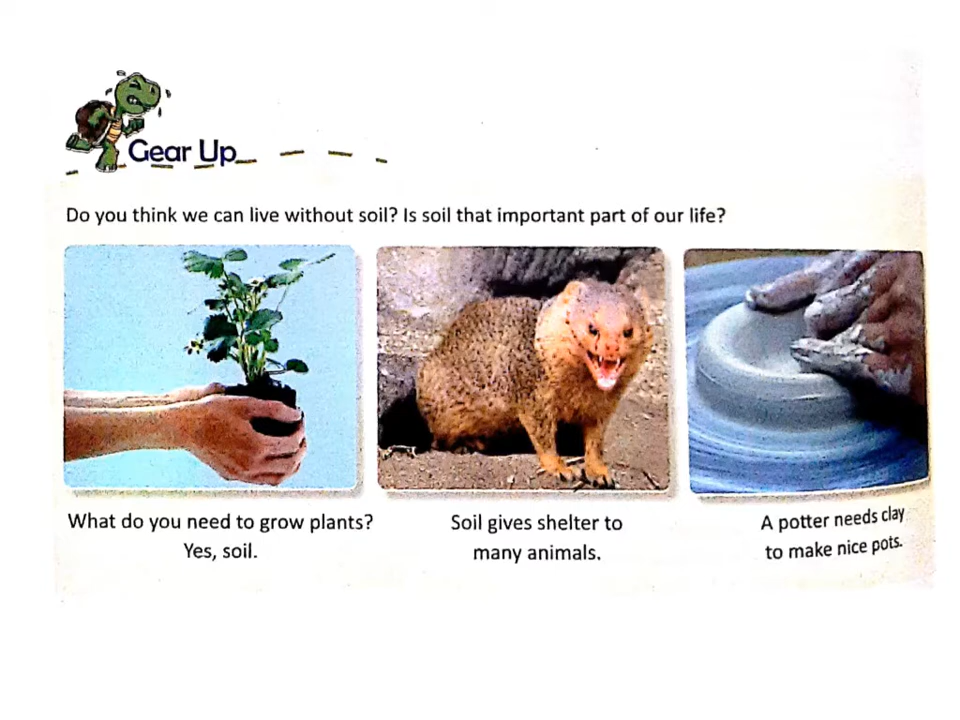 Gear Up
Do you think we can live without soil? Is soil that important part of our life?
What do you need to grow plants?
Yes, soil.
Soil gives shelter to
many animals.
A potter needs clay
to make nice pots.